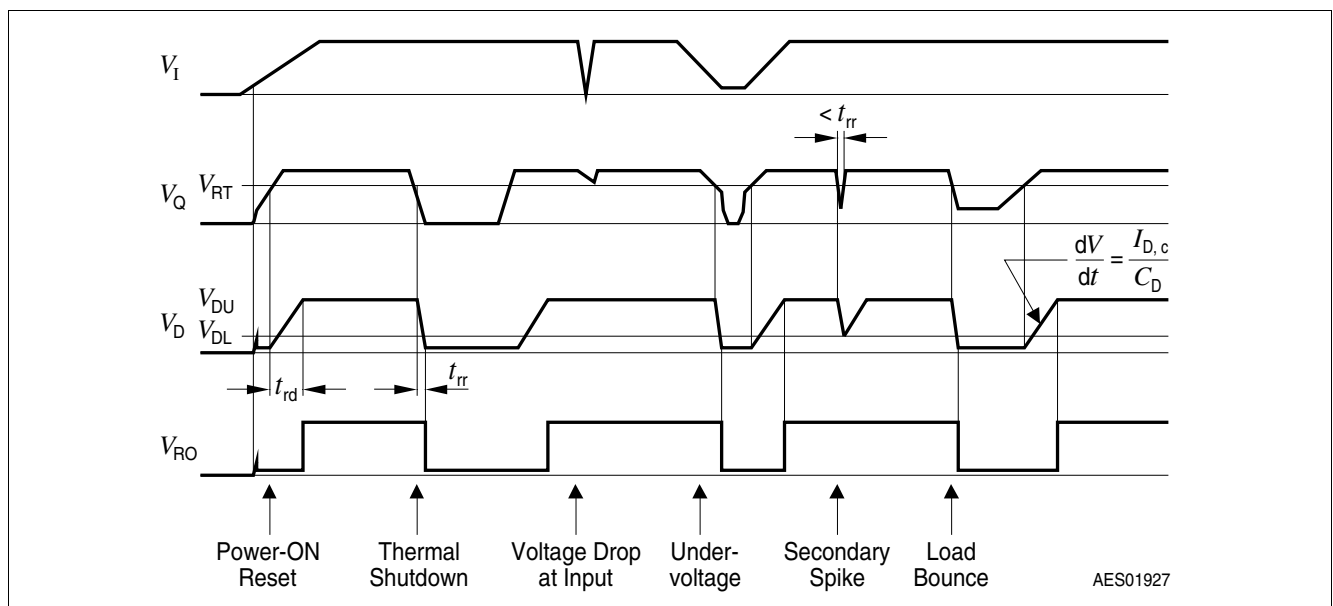 V_I
< t_rr
V_Q V_RT
dV/dt = I_D, c/C_D
V_DU
V_D V_DL
t_rd
t_rr
V_RO
Power-ON
Reset
Thermal
Shutdown
Voltage Drop
at Input
Under-
voltage
Secondary
Spike
Load
Bounce
AES01927